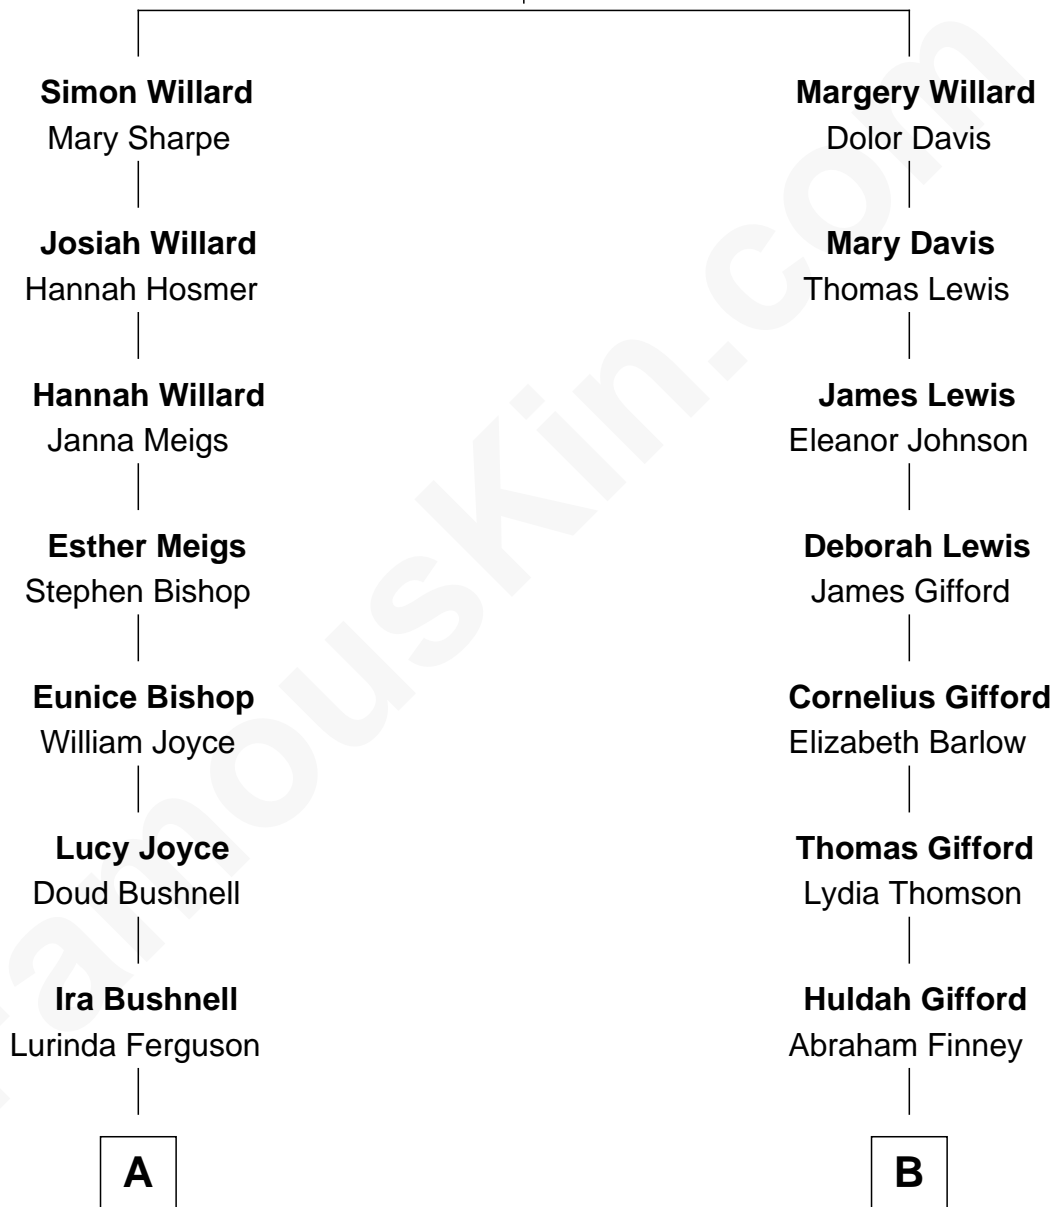 Simon Willard
Mary Sharpe
Josiah Willard
Hannah Hosmer
Hannah Willard
Janna Meigs
Esther Meigs
Stephen Bishop
Eunice Bishop
William Joyce
Lucy Joyce
Doud Bushnell
Ira Bushnell
Lurinda Ferguson
A
Margery Willard
Dolor Davis
Mary Davis
Thomas Lewis
James Lewis
Eleanor Johnson
Deborah Lewis
James Gifford
Cornelius Gifford
Elizabeth Barlow
Thomas Gifford
Lydia Thomson
Huldah Gifford
Abraham Finney
B
FamousKin.com